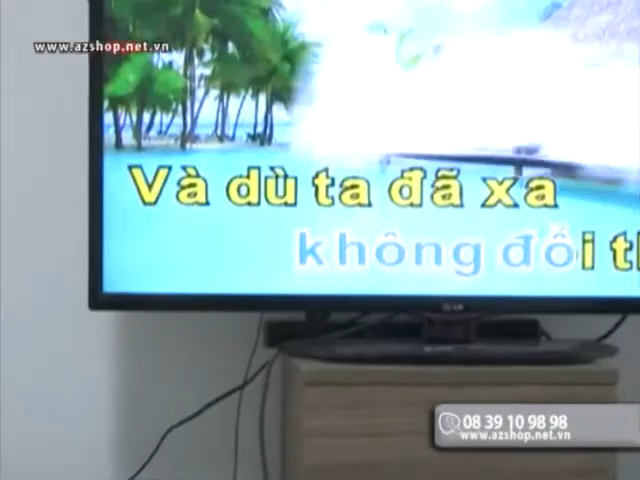 www.azshop.net.vn
Và dù ta đã xa
không đổi
08 39 10 98 98
www.azshop.net.vn